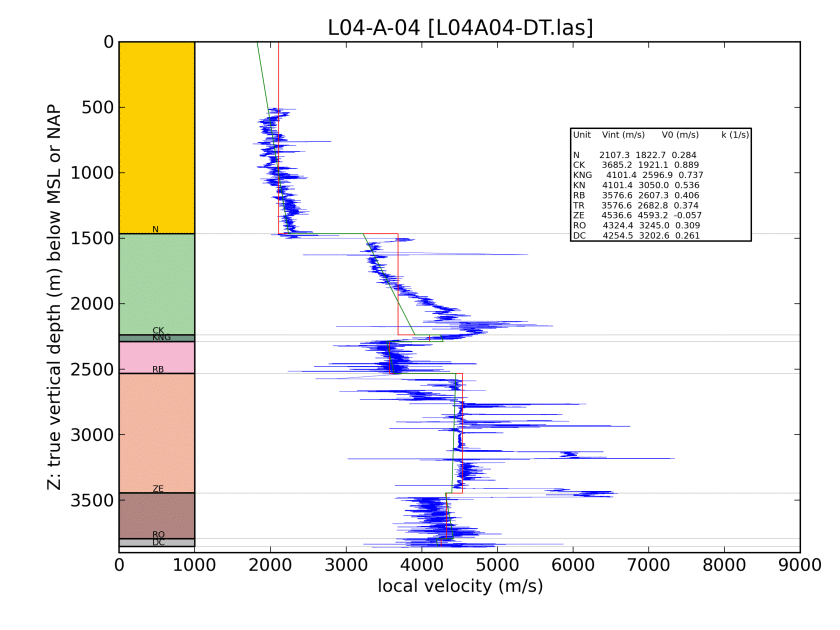 L04-A-04 [L04A04-DT.las]
Z: true vertical depth (m) below MSL or NAP
0
500
1000
1500
2000
2500
3000
3500
N
CK
KNG
RB
ZE
RO
DC
Unit Vint (m/s) V0 (m/s) k (1/s)
N 2107.3 1822.7 0.284
CK 3685.2 1921.1 0.889
KNG 4101.4 2596.9 0.737
KN 4101.4 3050.0 0.536
RB 3576.6 2607.3 0.406
TR 3576.6 2682.8 0.374
ZE 4536.6 4593.2 -0.057
RO 4324.4 3245.0 0.309
DC 4254.5 3202.6 0.261
0 1000 2000 3000 4000 5000 6000 7000 8000 9000
local velocity (m/s)